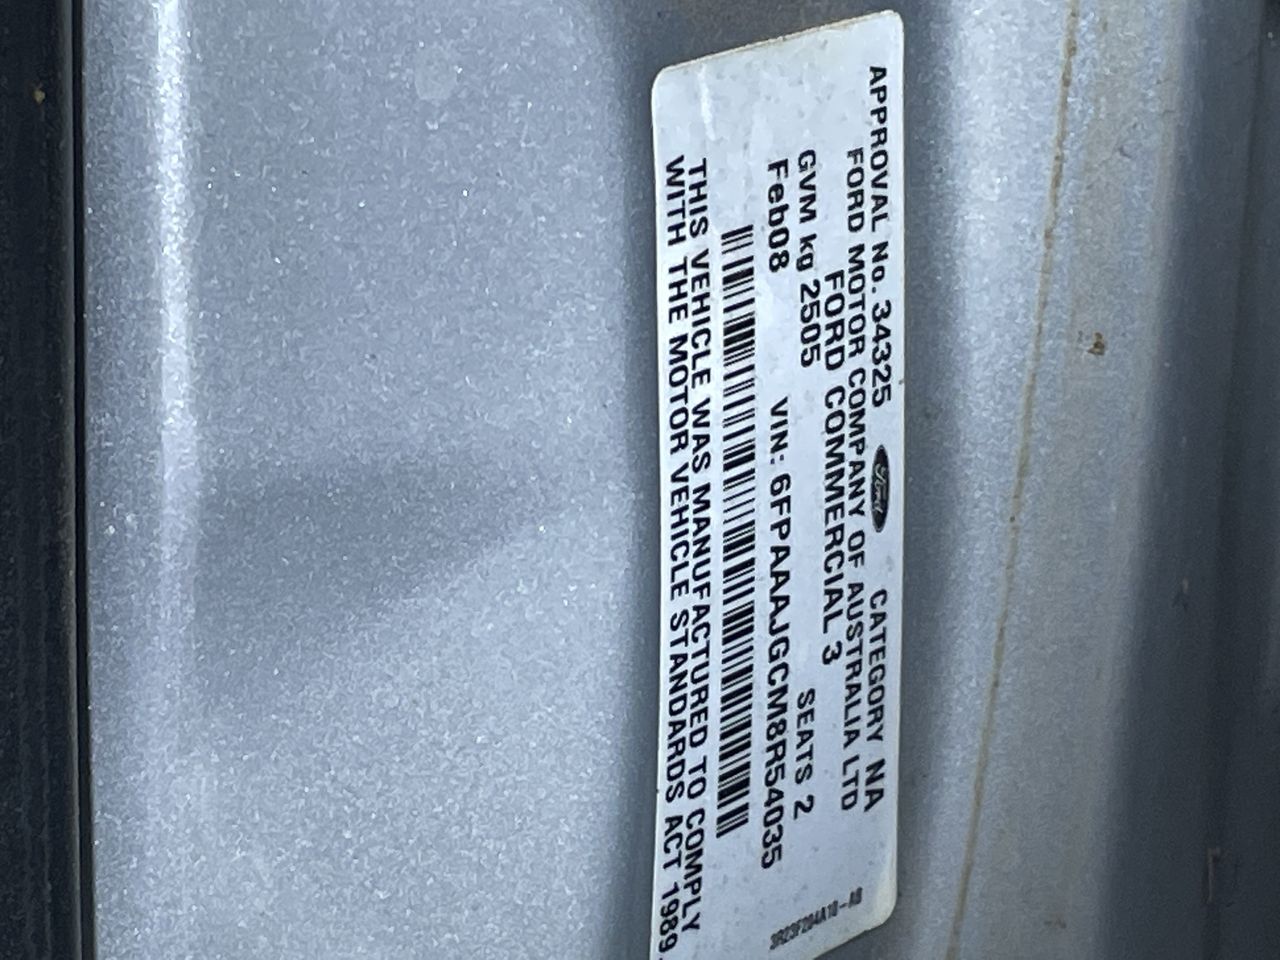 APPROVAL No. 34325 Ford CATEGORY NA
FORD MOTOR COMPANY OF AUSTRALIA LTD
FORD COMMERCIAL 3
GVM kg 2505 SEATS 2
Feb08 VIN: 6FPAAAJGCM8R54035
THIS VEHICLE WAS MANUFACTURED TO COMPLY
WITH THE MOTOR VEHICLE STANDARDS ACT 1989.